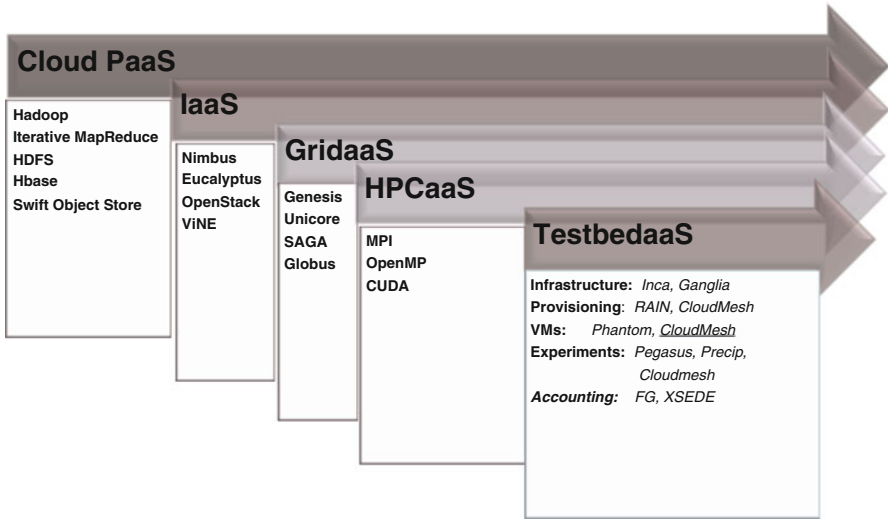 Cloud PaaS
Hadoop
Iterative MapReduce
HDFS
Hbase
Swift Object Store
IaaS
Nimbus
Eucalyptus
OpenStack
ViNE
GridaaS
Genesis
Unicore
SAGA
Globus
HPCaaS
MPI
OpenMP
CUDA
TestbedaaS
Infrastructure: Inca, Ganglia
Provisioning: RAIN, CloudMesh
VMs: Phantom, CloudMesh
Experiments: Pegasus, Precip,
Cloudmesh
Accounting: FG, XSEDE